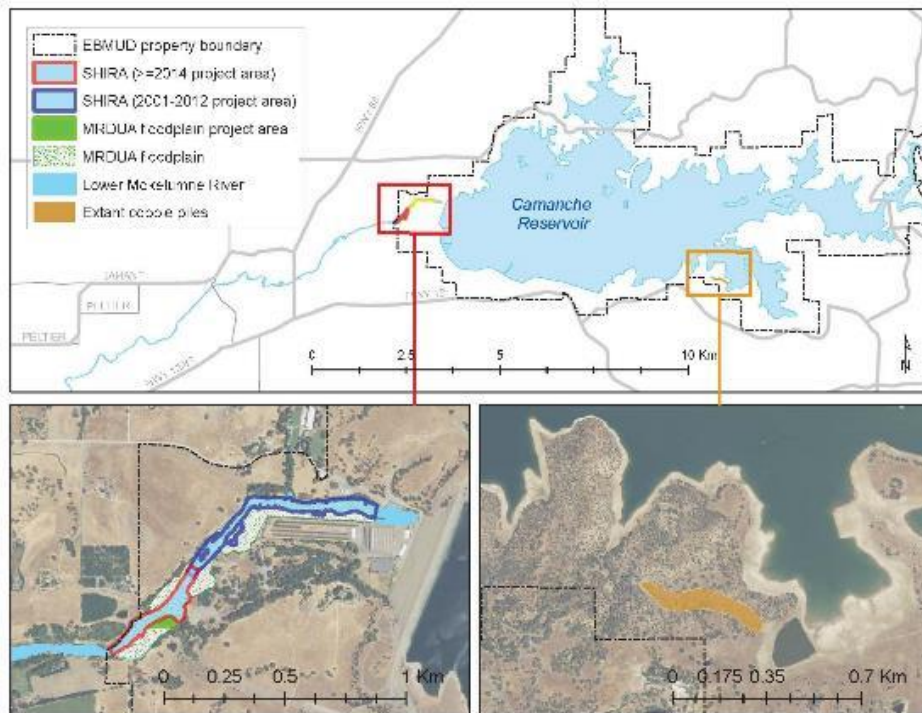 EBMUD property boundary
SHIRA (>=2014 project area)
SHIRA (2001-2012 project area)
MRDUA floodplain project area
MRDUA floodplain
Lower Mokelumne River
Extant cobble piles
Camanche
Reservoir
PELTIER
PELTIER
0 2.5 5 10 Km
N
0 0.25 0.5 1 Km
0 0.175 0.35 0.7 Km